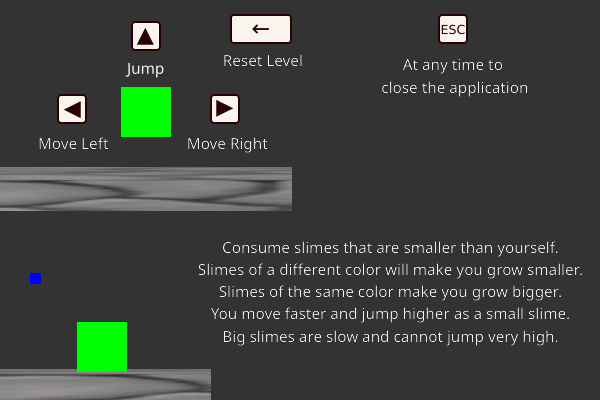 ←
ESC
Reset Level
Jump
At any time to
close the application
Move Left
Move Right
Consume slimes that are smaller than yourself.
Slimes of a different color will make you grow smaller.
Slimes of the same color make you grow bigger.
You move faster and jump higher as a small slime.
Big slimes are slow and cannot jump very high.